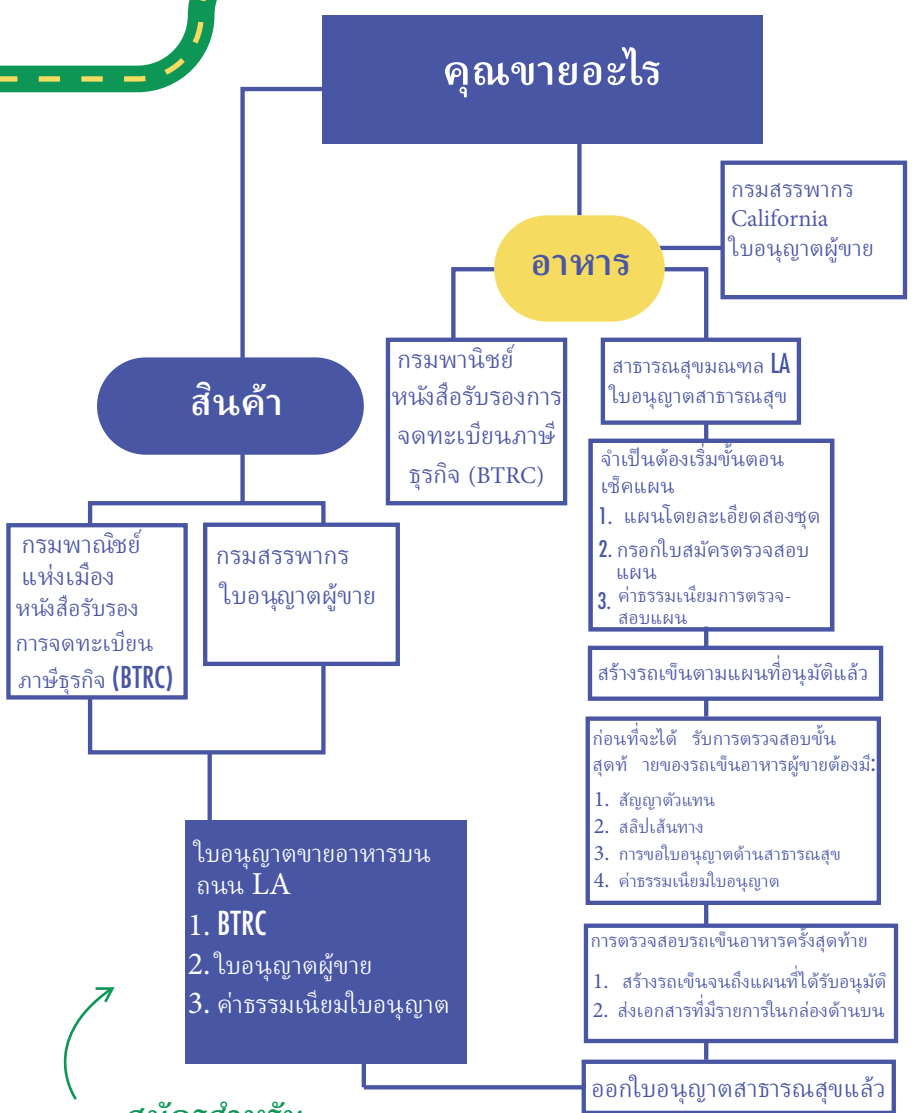 คุณขายอะไร
อาหาร
กรมสรรพากร
California
ใบอนุญาตผู้ขาย
สินค้า
กรมพานิชย์
หนังสือรับรองการ
จดทะเบียนภาษี
ธุรกิจ (BTRC)
สาธารณสุขมณฑล LA
ใบอนุญาตสาธารณสุข
จำเป็นต้องเริ่มขั้นตอน
เช็คแผน
1. แผนโดยละเอียดสองชุด
2. กรอกใบสมัครตรวจสอบ
แผน
3. ค่าธรรมเนียมการตรวจ-
สอบแผน
กรมพาณิชย์
แห่งเมือง
หนังสือรับรอง
การจดทะเบียน
ภาษีธุรกิจ (BTRC)
กรมสรรพากร
ใบอนุญาตผู้ขาย
สร้างรถเข็นตามแผนที่อนุมัติแล้ว
ก่อนที่จะได้ รับการตรวจสอบขั้น
สุดท้ ายของรถเข็นอาหารผู้ขายต้องมี:
1. สัญญาตัวแทน
2. สลิปเส้นทาง
3. การขอใบอนุญาตด้านสาธารณสุข
4. ค่าธรรมเนียมใบอนุญาต
ใบอนุญาตขายอาหารบน
ถนน LA
1. BTRC
2. ใบอนุญาตผู้ขาย
3. ค่าธรรมเนียมใบอนุญาต
การตรวจสอบรถเข็นอาหารครั้งสุดท้าย
1. สร้างรถเข็นจนถึงแผนที่ได้รับอนุมัติ
2. ส่งเอกสารที่มีรายการในกล่องด้านบน
ออกใบอนุญาตสาธารณสุขแล้ว